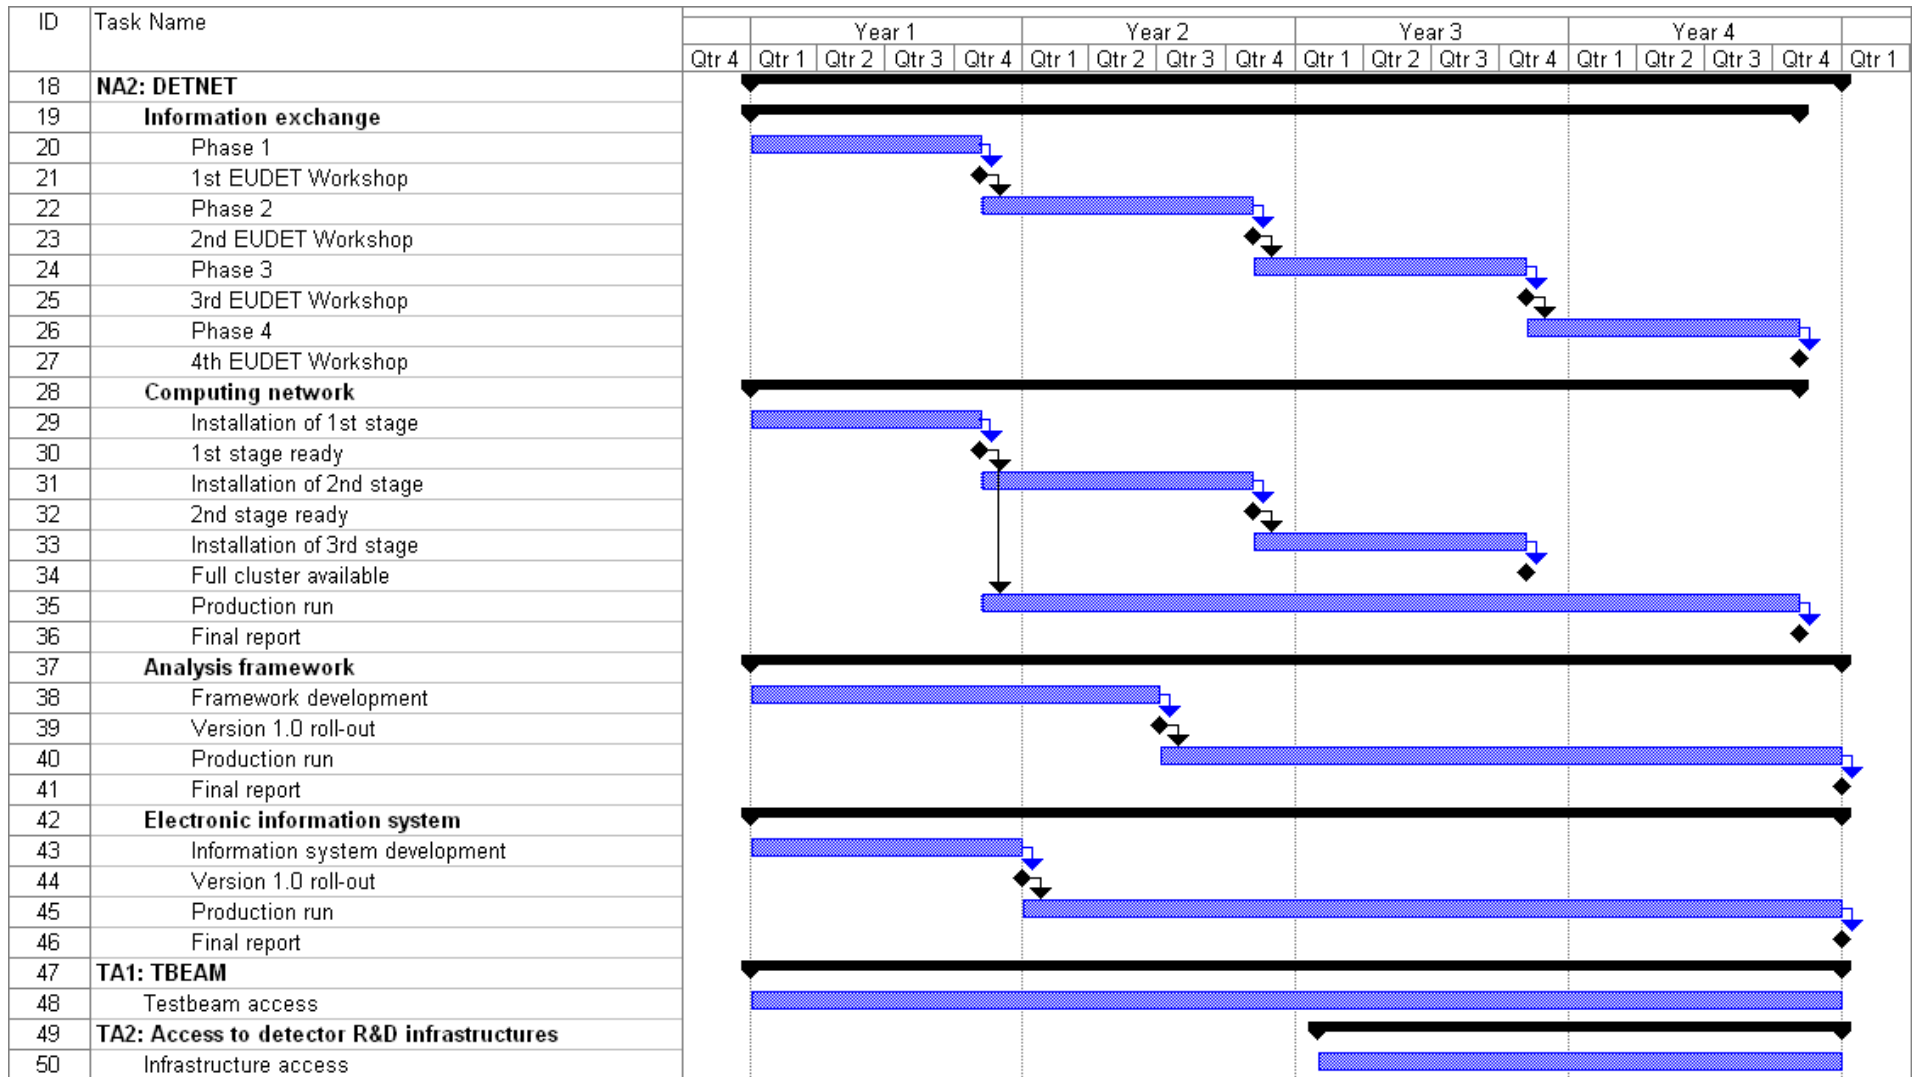 ID Task Name
Year 1 Year 2 Year 3 Year 4
Qtr 4 Qtr 1 Qtr 2 Qtr 3 Qtr 4 Qtr 1 Qtr 2 Qtr 3 Qtr 4 Qtr 1 Qtr 2 Qtr 3 Qtr 4 Qtr 1 Qtr 2 Qtr 3 Qtr 4 Qtr 1
18 NA2: DETNET
19 Information exchange
20 Phase 1
21 1st EUDET Workshop
22 Phase 2
23 2nd EUDET Workshop
24 Phase 3
25 3rd EUDET Workshop
26 Phase 4
27 4th EUDET Workshop
28 Computing network
29 Installation of 1st stage
30 1st stage ready
31 Installation of 2nd stage
32 2nd stage ready
33 Installation of 3rd stage
34 Full cluster available
35 Production run
36 Final report
37 Analysis framework
38 Framework development
39 Version 1.0 roll-out
40 Production run
41 Final report
42 Electronic information system
43 Information system development
44 Version 1.0 roll-out
45 Production run
46 Final report
47 TA1: TBEAM
48 Testbeam access
49 TA2: Access to detector R&D infrastructures
50 Infrastructure access